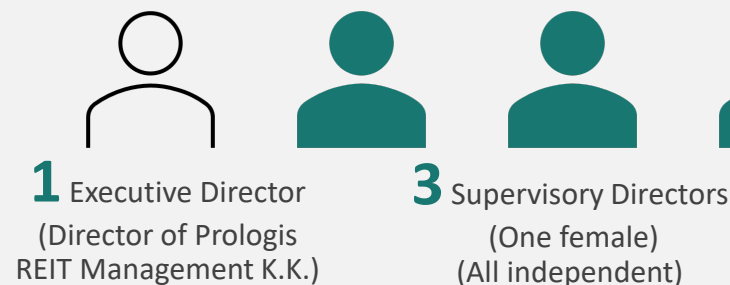 1 Executive Director
(Director of Prologis
REIT Management K.K.)
3 Supervisory Directors
(One female)
(All independent)